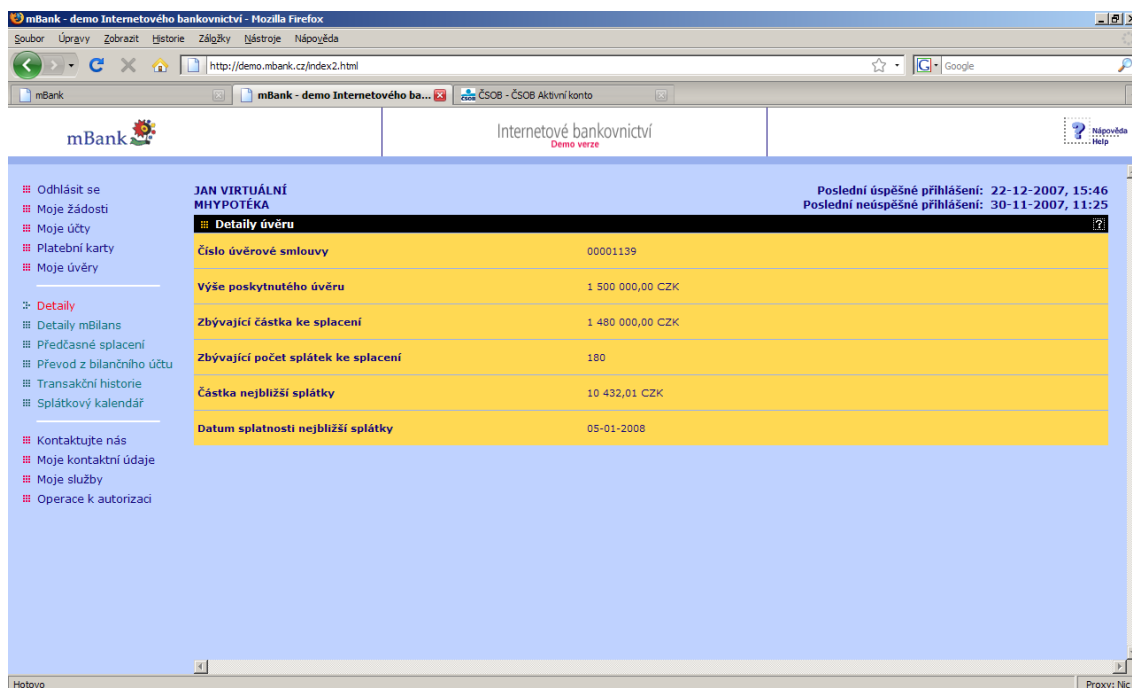 mBank - demo Internetového bankovnictví - Mozilla Firefox
Soubor Úpravy Zobrazit Historie Záložky Nástroje Nápověda
http://demo.mbank.cz/index2.html
Google
mBank
mBank - demo Internetového ba...
ČSOB - ČSOB Aktivní konto
mBank
Internetové bankovnictví
Demo verze
Nápověda
Help
Odhlásit se
Moje žádosti
Moje účty
Platební karty
Moje úvěry
Detaily
Detaily mBilans
Předčasné splacení
Převod z bilančního účtu
Transakční historie
Splátkový kalendář
Kontaktujte nás
Moje kontaktní údaje
Moje služby
Operace k autorizaci
JAN VIRTUÁLNÍ
MHYPOTÉKA
Poslední úspěšné přihlášení: 22-12-2007, 15:46
Poslední neúspěšné přihlášení: 30-11-2007, 11:25
Detaily úvěru
Číslo úvěrové smlouvy 00001139
Výše poskytnutého úvěru 1 500 000,00 CZK
Zbývající částka ke splacení 1 480 000,00 CZK
Zbývající počet splátek ke splacení 180
Částka nejbližší splátky 10 432,01 CZK
Datum splatnosti nejbližší splátky 05-01-2008
Hotovo
Proxy: Nic